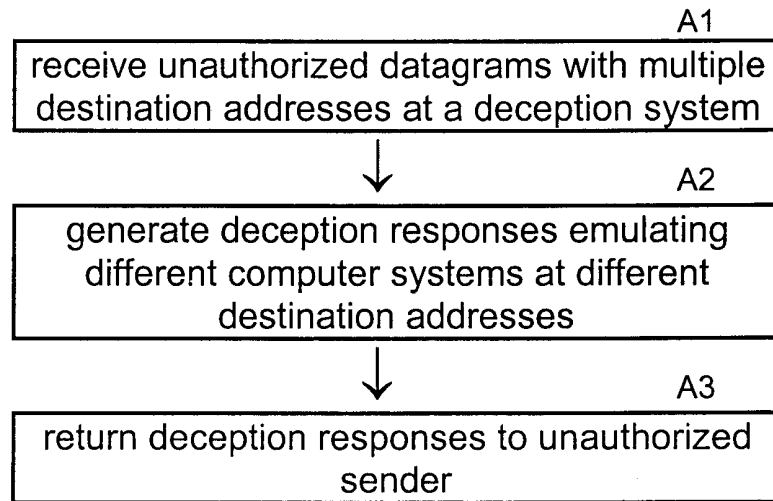 A1
receive unauthorized datagrams with multiple
destination addresses at a deception system
A2
generate deception responses emulating
different computer systems at different
destination addresses
A3
return deception responses to unauthorized
sender